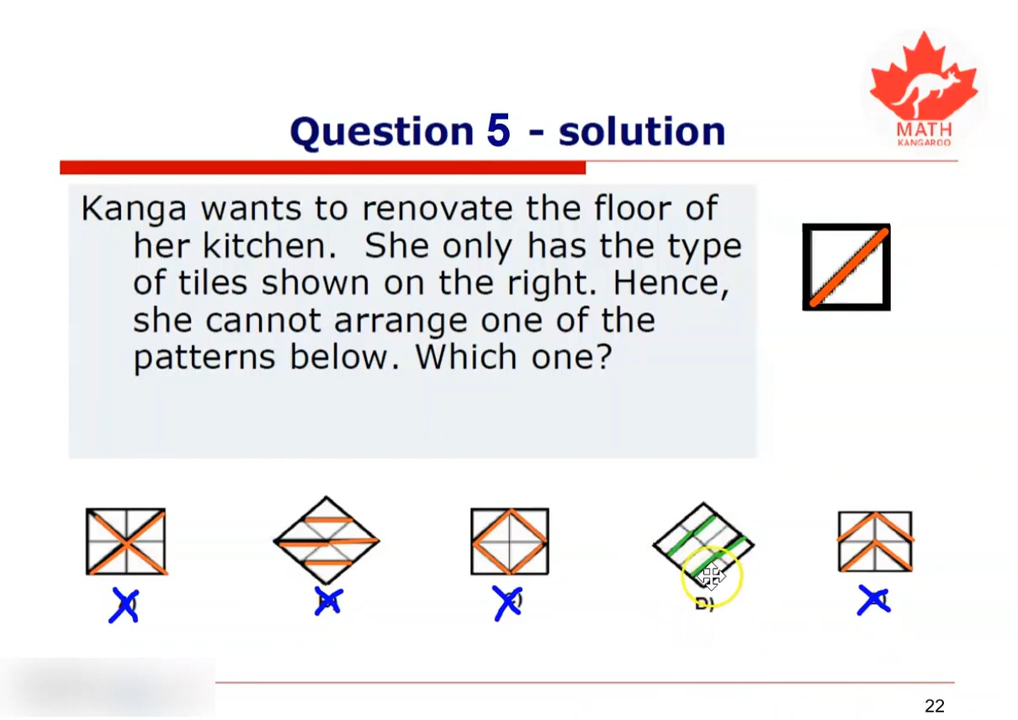 MATH
KANGAROO
Question 5 - solution
Kanga wants to renovate the floor of
her kitchen. She only has the type
of tiles shown on the right. Hence,
she cannot arrange one of the
patterns below. Which one?
D)
22